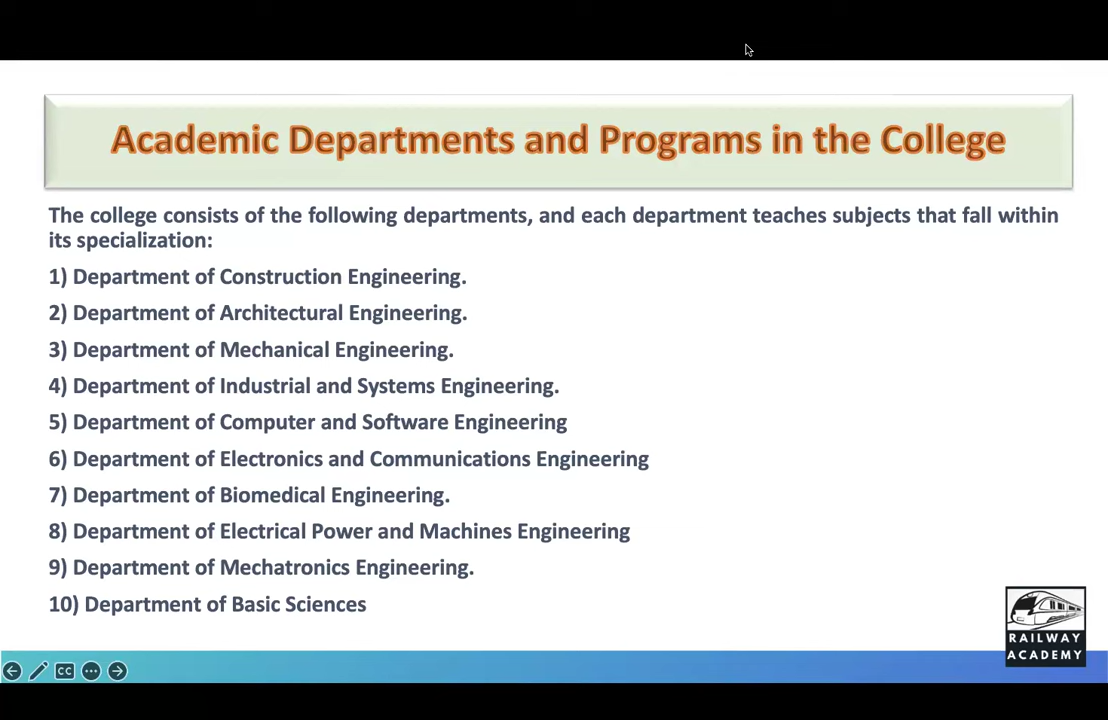 Academic Departments and Programs in the College
The college consists of the following departments, and each department teaches subjects that fall within
its specialization:
1) Department of Construction Engineering.
2) Department of Architectural Engineering.
3) Department of Mechanical Engineering.
4) Department of Industrial and Systems Engineering.
5) Department of Computer and Software Engineering
6) Department of Electronics and Communications Engineering
7) Department of Biomedical Engineering.
8) Department of Electrical Power and Machines Engineering
9) Department of Mechatronics Engineering.
10) Department of Basic Sciences
RAILWAY
ACADEMY
CC